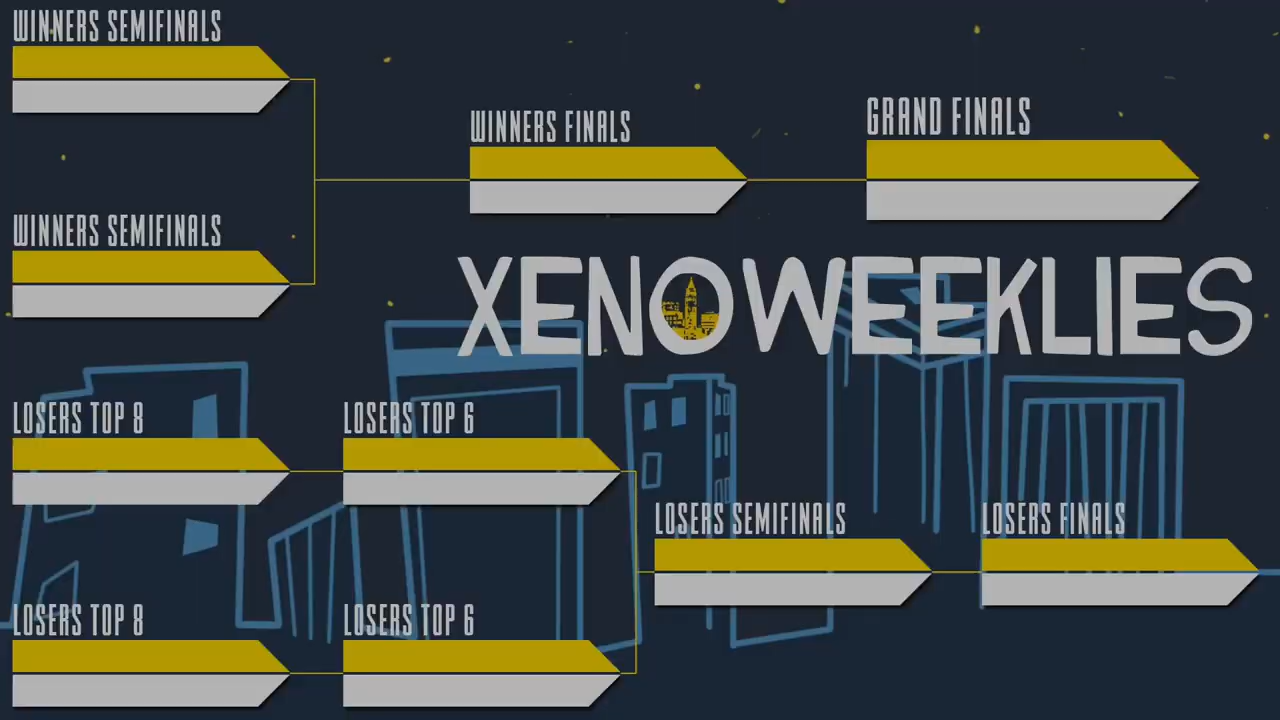 WINNERS SEMIFINALS
WINNERS FINALS
GRAND FINALS
WINNERS SEMIFINALS
XENOWEEKLIES
LOSERS TOP 8
LOSERS TOP 6
LOSERS SEMIFINALS
LOSERS FINALS
LOSERS TOP 8
LOSERS TOP 6